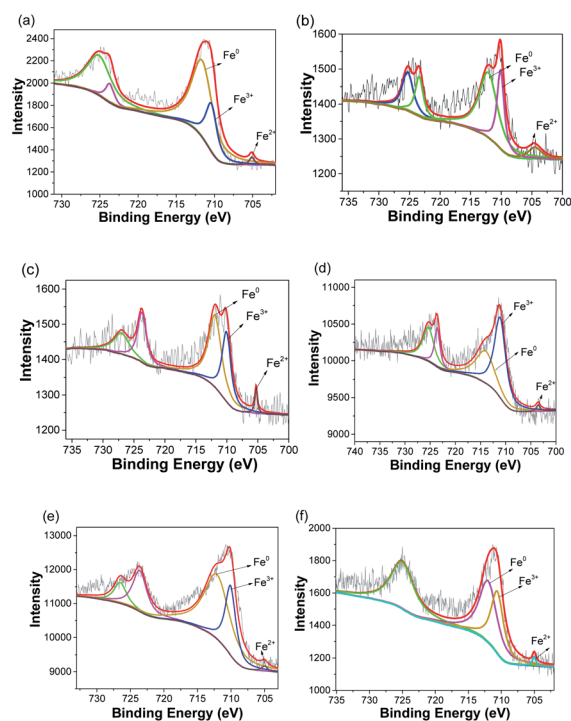 (a)
2400
2200
2000
1800
1600
1400
1200
Intensity
730 725 720 715 710 705
Binding Energy (eV)
Fe⁰
Fe³⁺
Fe²⁺
(b)
1600
1500
1400
1300
1200
Intensity
735 730 725 720 715 710 705 700
Binding Energy (eV)
Fe⁰
Fe³⁺
Fe²⁺
(c)
1600
1550
1500
1450
1400
1350
1300
1250
1200
Intensity
735 730 725 720 715 710 705 700
Binding Energy (eV)
Fe⁰
Fe³⁺
Fe²⁺
(d)
11000
10500
10000
9500
9000
Intensity
740 735 730 725 720 715 710 705 700
Binding Energy (eV)
Fe³⁺
Fe⁰
Fe²⁺
(e)
13000
12000
11000
10000
9000
Intensity
730 725 720 715 710 705
Binding Energy (eV)
Fe⁰
Fe³⁺
Fe²⁺
(f)
2000
1800
1600
1400
1200
1000
Intensity
735 730 725 720 715 710 705
Binding Energy (eV)
Fe⁰
Fe³⁺
Fe²⁺